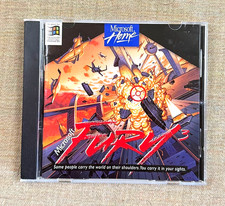 Microsoft
Home
Microsoft
FURY³
Some people carry the world on their shoulders. You carry it in your sights.